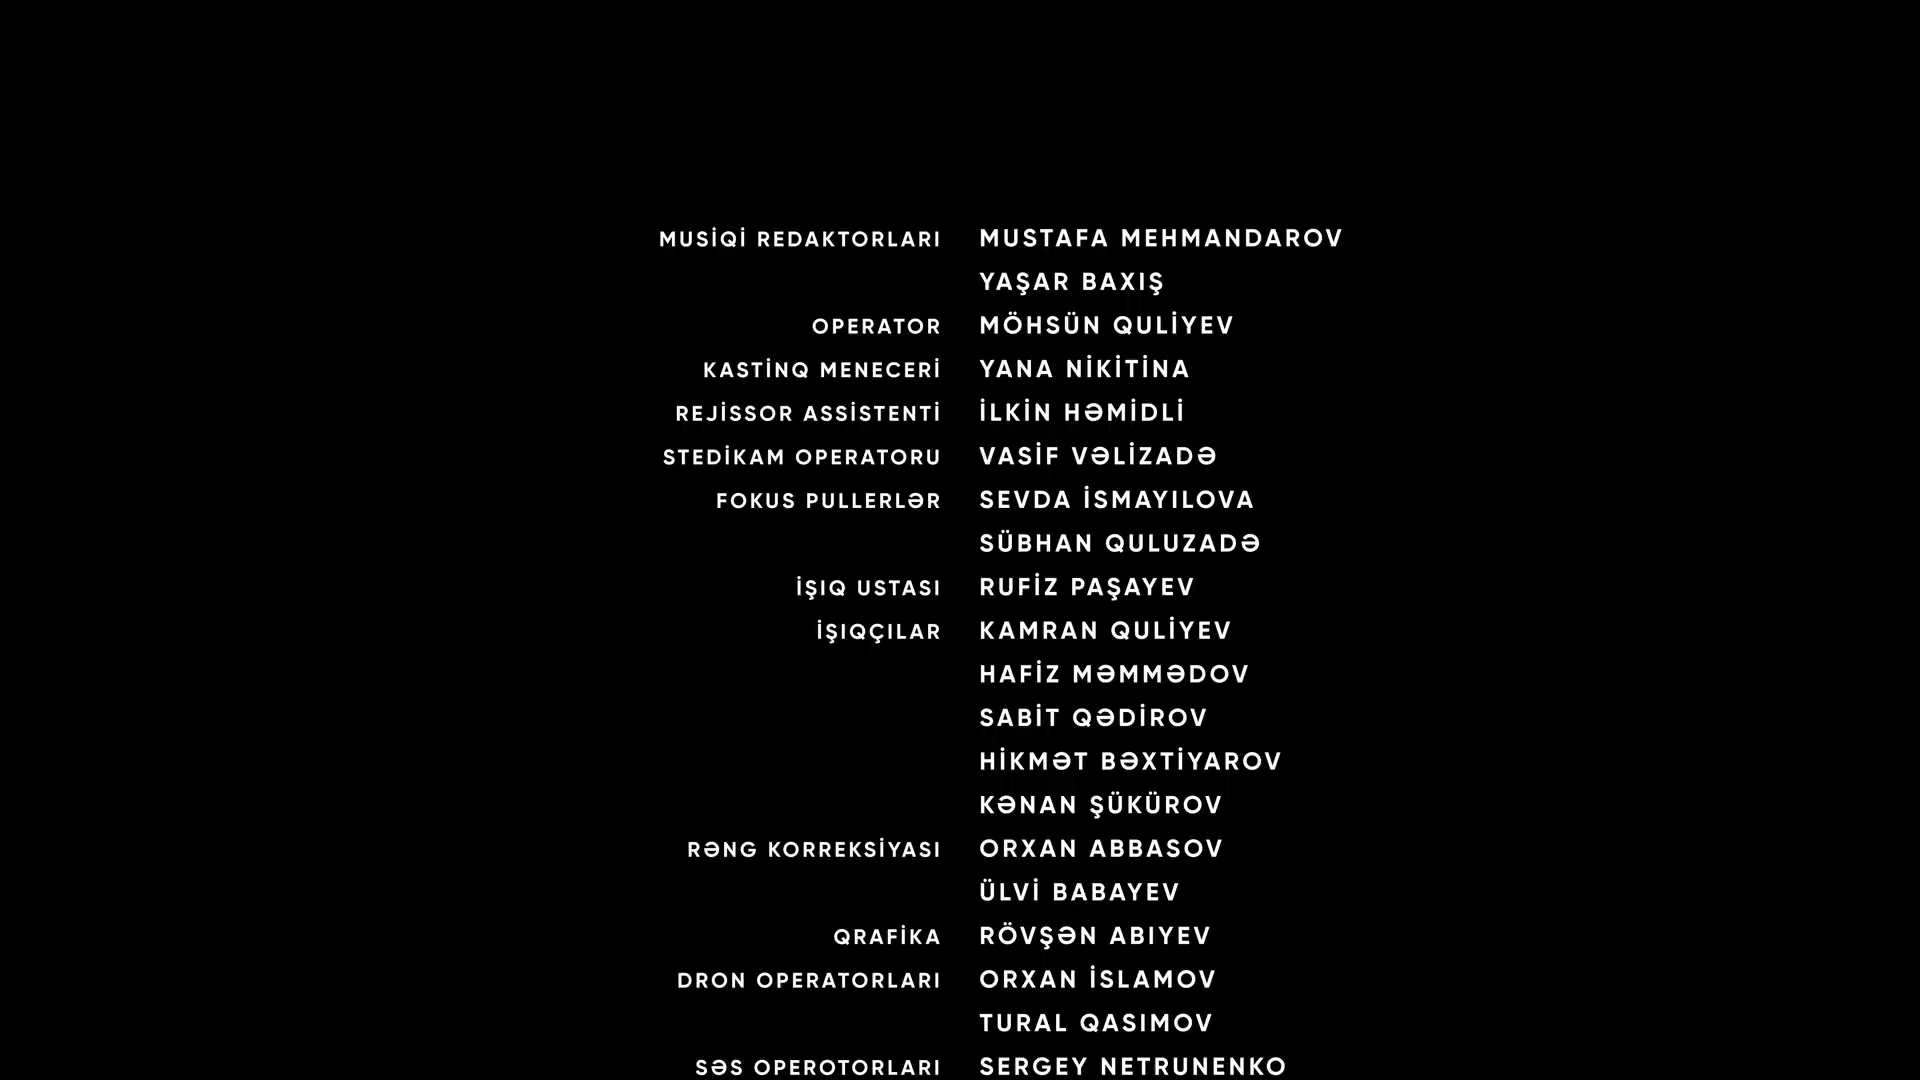 MUSİQİ REDAKTORLARI MUSTAFA MEHMANDAROV
YAŞAR BAXIŞ
OPERATOR MÖHSÜN QULİYEV
KASTİNQ MENECERİ YANA NİKİTİNA
REJİSSOR ASSİSTENTİ İLKİN HƏMİDLİ
STEDİKAM OPERATORU VASİF VƏLİZADƏ
FOKUS PULLERLƏR SEVDA İSMAYILOVA
SÜBHAN QULUZADƏ
İŞIQ USTASI RUFİZ PAŞAYEV
İŞIQÇILAR KAMRAN QULİYEV
HAFİZ MƏMMƏDOV
SABİT QƏDİROV
HİKMƏT BƏXTİYAROV
KƏNAN ŞÜKÜROV
RƏNG KORREKSİYASI ORXAN ABBASOV
ÜLVİ BABAYEV
QRAFİKA RÖVŞƏN ABIYEV
DRON OPERATORLARI ORXAN İSLAMOV
TURAL QASIMOV
SƏS OPEROTORLARI SERGEY NETRUNENKO